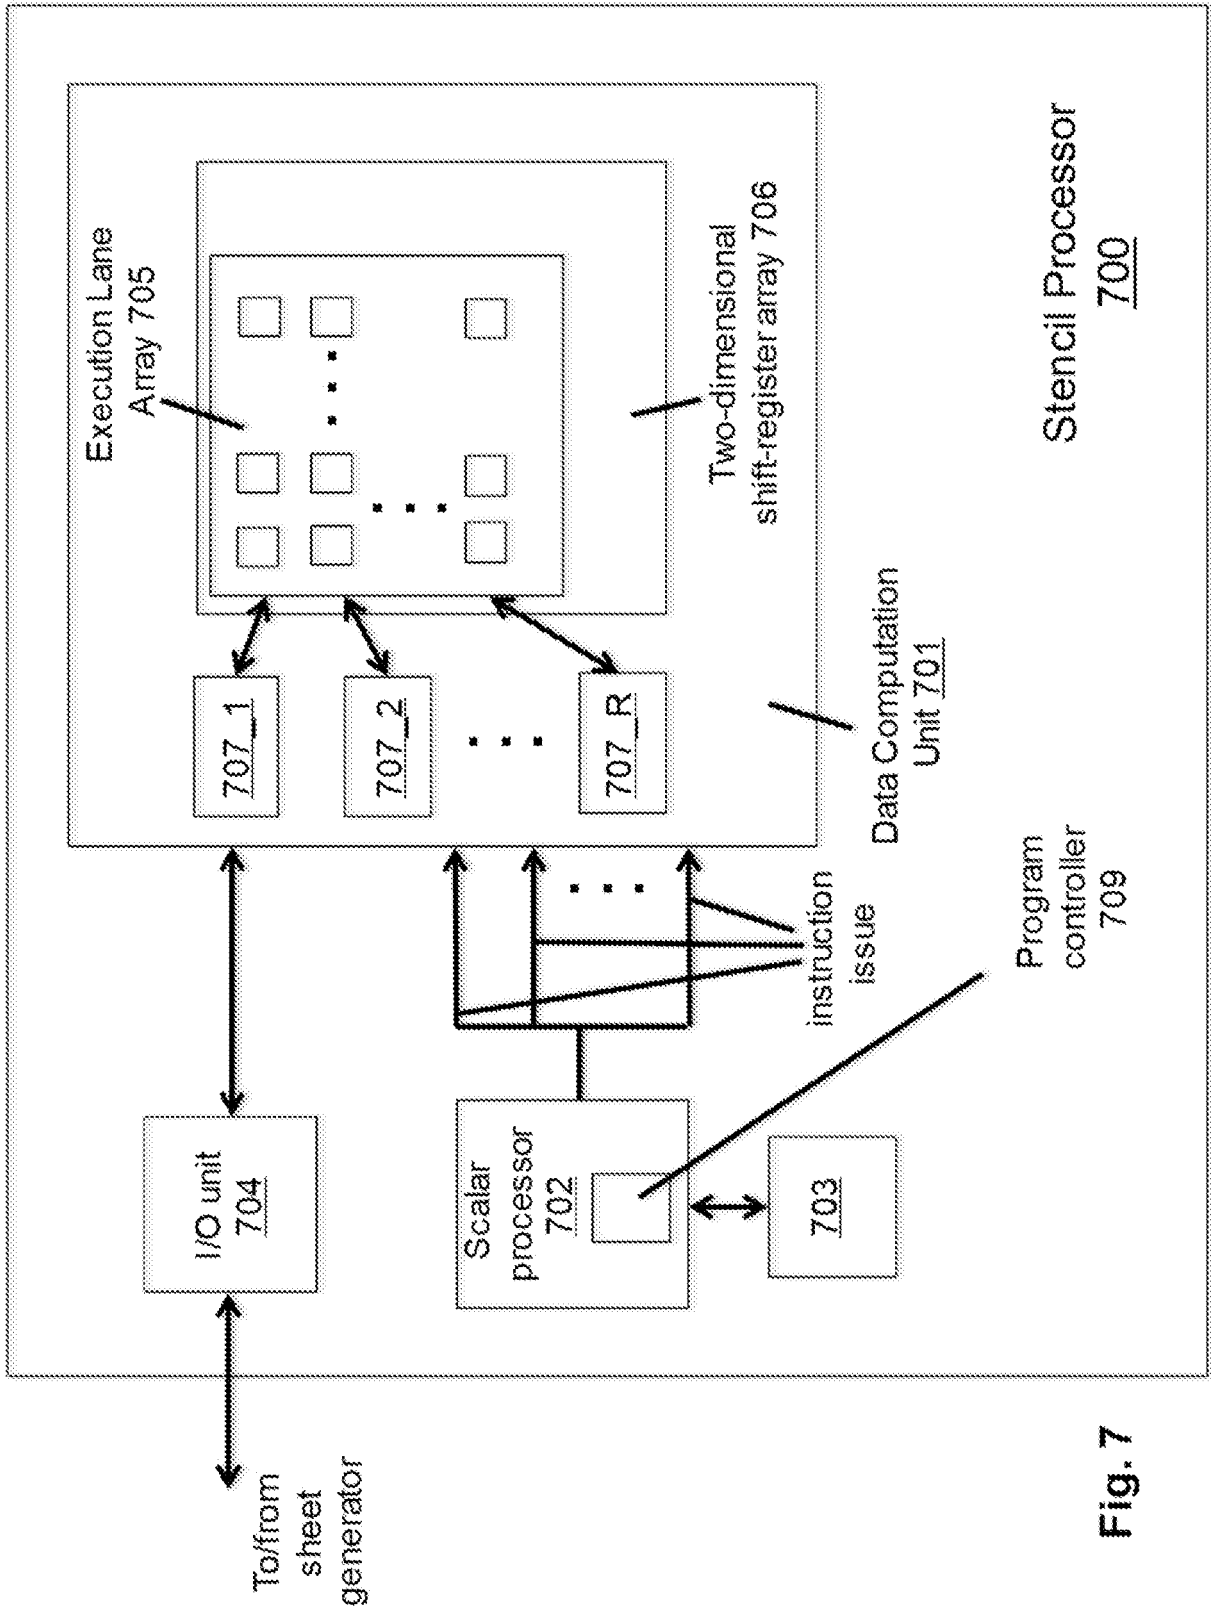 Execution Lane
Array 705
Two-dimensional
shift-register array 706
707_1
707_2
707_R
Data Computation
Unit 701
I/O unit
704
To/from
sheet
generator
Scalar
processor
702
703
instruction
issue
Program
controller
709
Stencil Processor
700
Fig. 7